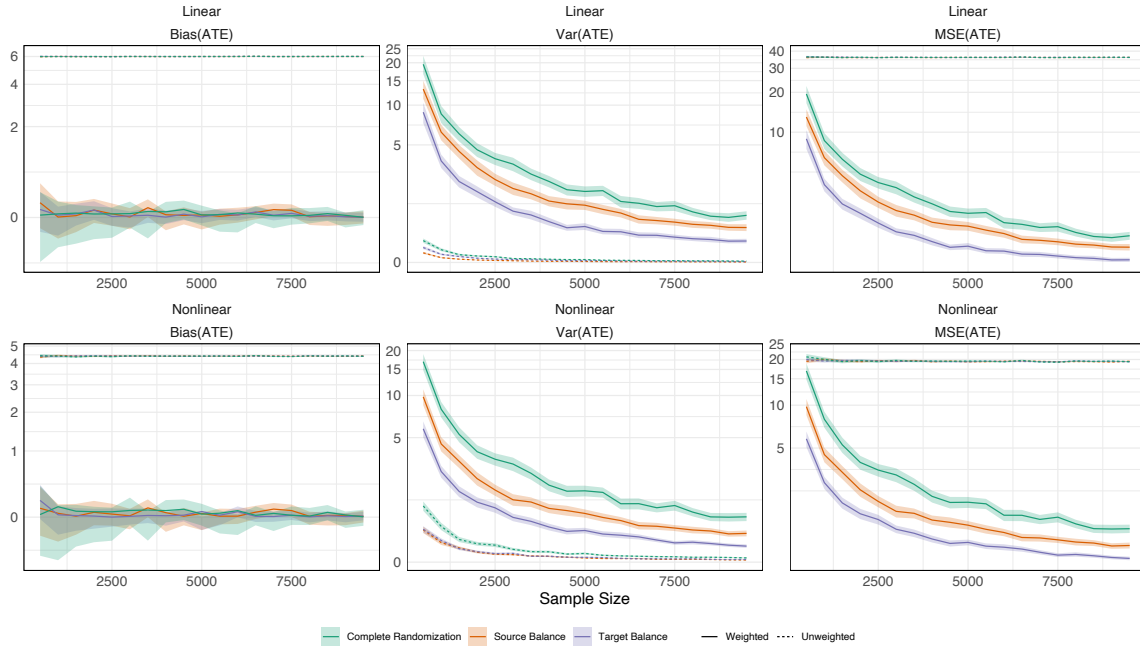 Linear Linear Linear
Bias(ATE) Var(ATE) MSE(ATE)
6
4
2
0
2500 5000 7500
25
20
15
10
5
0
2500 5000 7500
40
30
20
10
2500 5000 7500
Nonlinear Nonlinear Nonlinear
Bias(ATE) Var(ATE) MSE(ATE)
5
4
3
2
1
0
2500 5000 7500
20
15
10
5
0
2500 5000 7500
25
20
15
10
5
2500 5000 7500
Sample Size
Complete Randomization Source Balance Target Balance Weighted Unweighted